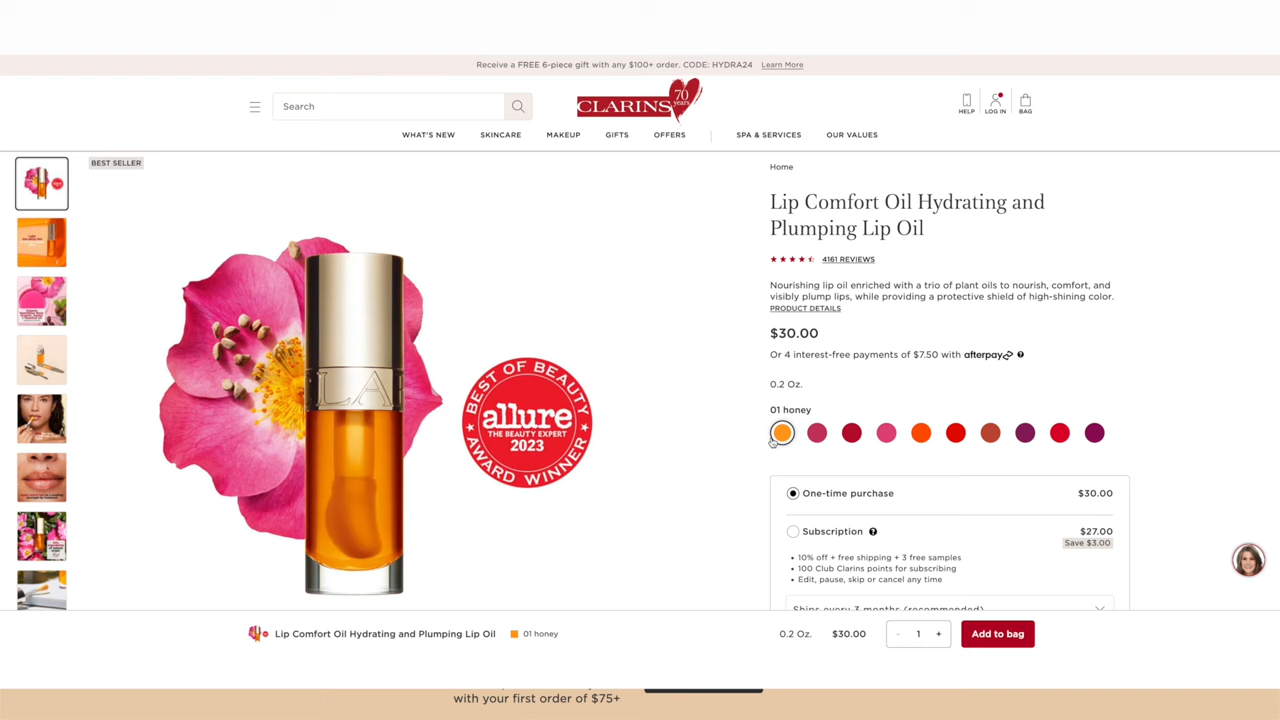 Receive a FREE 6-piece gift with any $100+ order. CODE: HYDRA24 Learn More
Search
CLARINS
70
years
HELP
LOG IN
BAG
WHAT'S NEW
SKINCARE
MAKEUP
GIFTS
OFFERS
SPA & SERVICES
OUR VALUES
BEST SELLER
Home
Lip Comfort Oil Hydrating and
Plumping Lip Oil
4161 REVIEWS
Nourishing lip oil enriched with a trio of plant oils to nourish, comfort, and
visibly plump lips, while providing a protective shield of high-shining color.
PRODUCT DETAILS
$30.00
Or 4 interest-free payments of $7.50 with afterpay
0.2 Oz.
01 honey
LA
BEST OF BEAUTY
allure
THE BEAUTY EXPERT
2023
AWARD WINNER
One-time purchase
$30.00
Subscription
$27.00
Save $3.00
• 10% off + free shipping + 3 free samples
• 100 Club Clarins points for subscribing
• Edit, pause, skip or cancel any time
Ships every 3 months (recommended)
Lip Comfort Oil Hydrating and Plumping Lip Oil
01 honey
0.2 Oz.
$30.00
- 1 +
Add to bag
with your first order of $75+